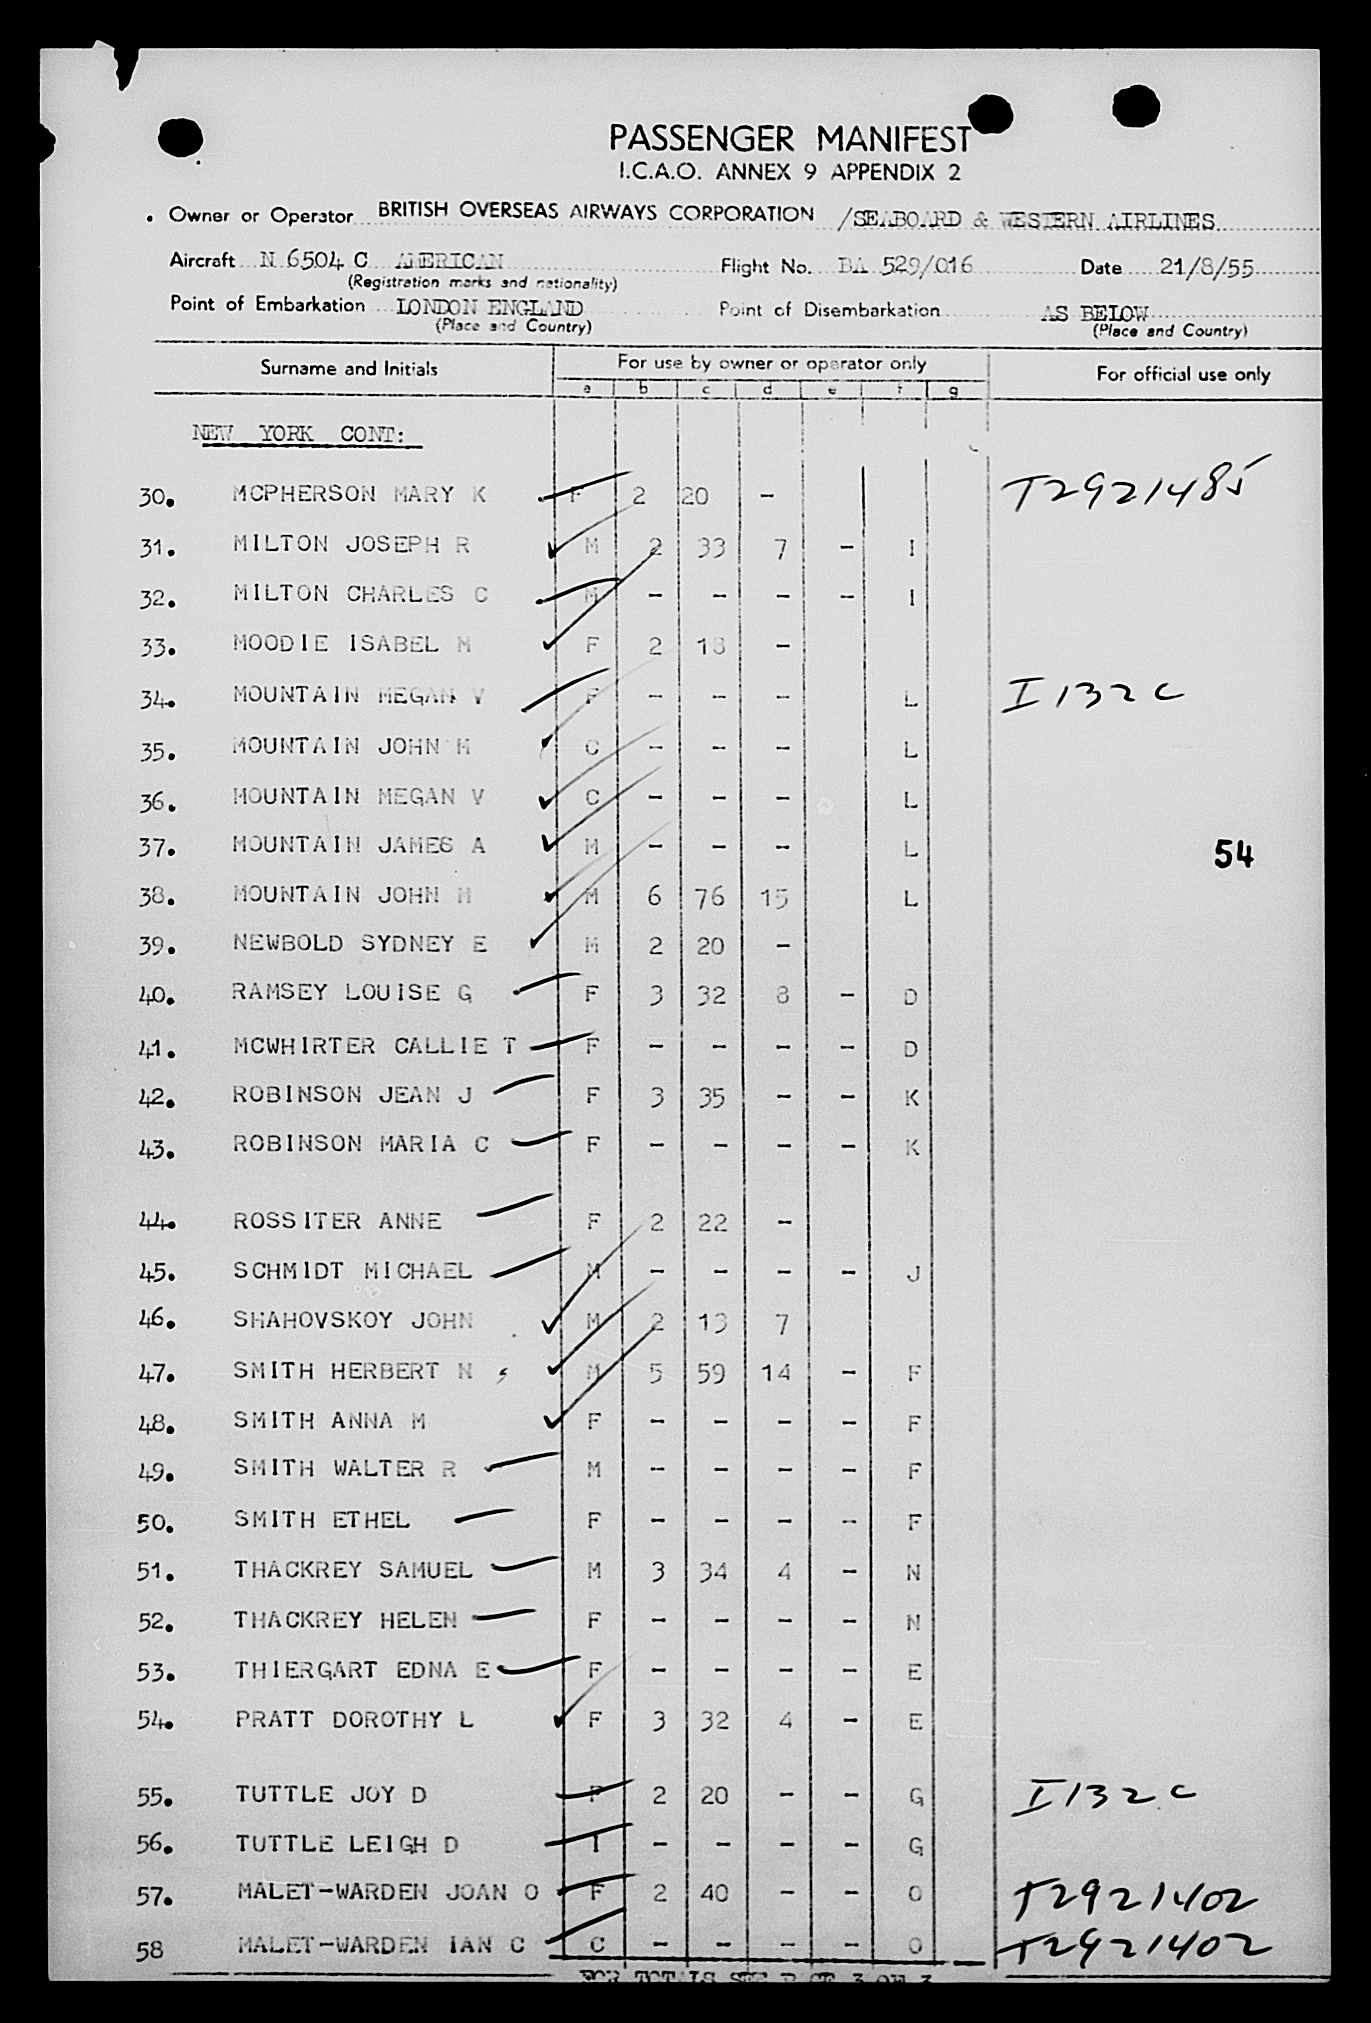 PASSENGER MANIFEST
I.C.A.O. ANNEX 9 APPENDIX 2
Owner or Operator BRITISH OVERSEAS AIRWAYS CORPORATION /SEABOARD & WESTERN AIRLINES
Aircraft N 6504 C AMERICAN Flight No. BA 529/016 Date 21/8/55
(Registration marks and nationality)
Point of Embarkation LONDON ENGLAND Point of Disembarkation AS BELOW
(Place and Country) (Place and Country)
Surname and Initials For use by owner or operator only For official use only
a b c d e f g
NEW YORK CONT:
30. MCPHERSON MARY K F 2 20 - T2921485
31. MILTON JOSEPH R M 2 33 7 - I
32. MILTON CHARLES C M - - - - I
33. MOODIE ISABEL M F 2 18 -
34. MOUNTAIN MEGAN V F - - - L I 132 C
35. MOUNTAIN JOHN M C - - - L
36. MOUNTAIN MEGAN V C - - - L
37. MOUNTAIN JAMES A M - - - L 54
38. MOUNTAIN JOHN M M 6 76 15 L
39. NEWBOLD SYDNEY E M 2 20 -
40. RAMSEY LOUISE G F 3 32 8 - D
41. MCWHIRTER CALLIE T F - - - - D
42. ROBINSON JEAN J F 3 35 - - K
43. ROBINSON MARIA C F - - - - K
44. ROSSITER ANNE F 2 22 -
45. SCHMIDT MICHAEL M - - - - J
46. SHAHOVSKOY JOHN M 2 13 7
47. SMITH HERBERT N M 5 59 14 - F
48. SMITH ANNA M F - - - - F
49. SMITH WALTER R M - - - - F
50. SMITH ETHEL F - - - - F
51. THACKREY SAMUEL M 3 34 4 - N
52. THACKREY HELEN F - - - - N
53. THIERGART EDNA E F - - - - E
54. PRATT DOROTHY L F 3 32 4 - E
55. TUTTLE JOY D F 2 20 - - G I 132 C
56. TUTTLE LEIGH D I - - - - G
57. MALET-WARDEN JOAN O F 2 40 - - O T2921402
58 MALET-WARDEN IAN C C - - - - O T2921402
FOR TOTALS SEE PAGE 3 OF 3